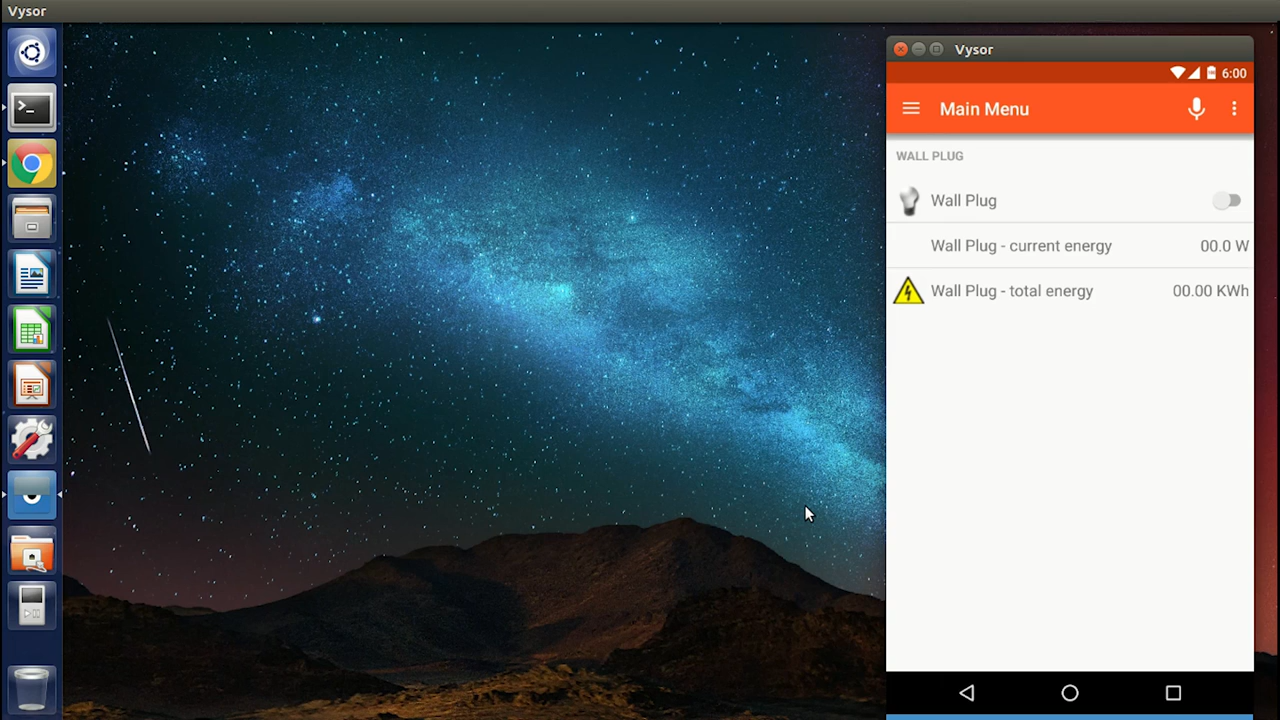 Vysor
Vysor
6:00
Main Menu
WALL PLUG
Wall Plug
Wall Plug - current energy 00.0 W
Wall Plug - total energy 00.00 KWh